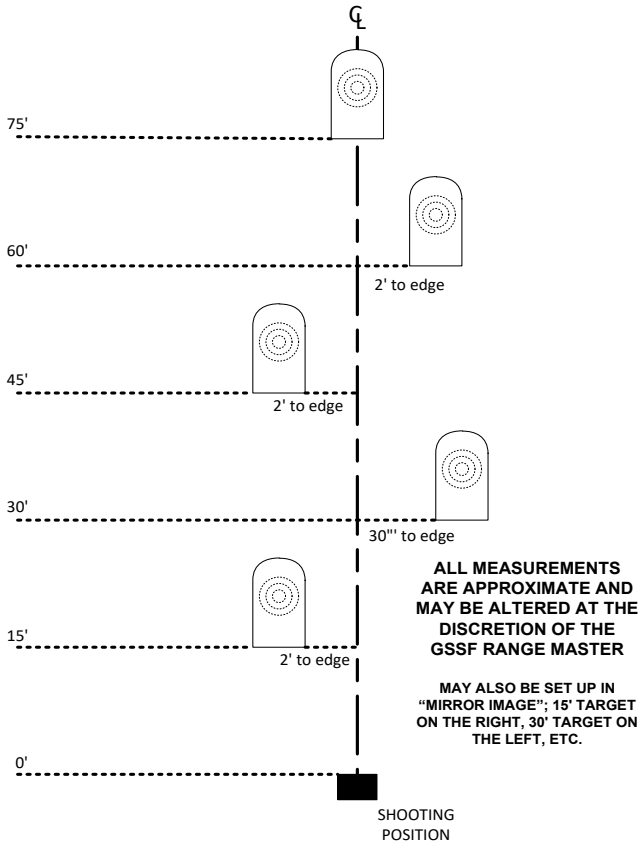 ℄
75'
60'
2' to edge
45'
2' to edge
30'
30"' to edge
ALL MEASUREMENTS
ARE APPROXIMATE AND
MAY BE ALTERED AT THE
DISCRETION OF THE
GSSF RANGE MASTER
15'
2' to edge
MAY ALSO BE SET UP IN
“MIRROR IMAGE”; 15' TARGET
ON THE RIGHT, 30' TARGET ON
THE LEFT, ETC.
0'
SHOOTING
POSITION